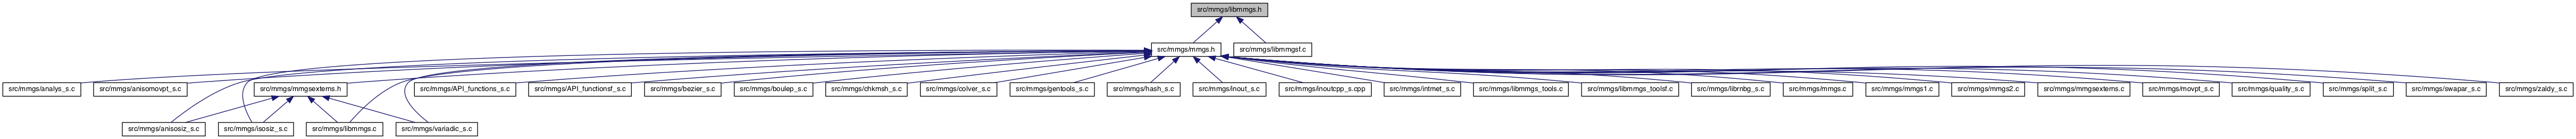 src/mmgs/libmmgs.h
src/mmgs/mmgs.h
src/mmgs/libmmgsf.c
src/mmgs/analys_s.c
src/mmgs/anisomovpt_s.c
src/mmgs/mmgsexterns.h
src/mmgs/API_functions_s.c
src/mmgs/API_functionsf_s.c
src/mmgs/bezier_s.c
src/mmgs/boulep_s.c
src/mmgs/chkmsh_s.c
src/mmgs/colver_s.c
src/mmgs/gentools_s.c
src/mmgs/hash_s.c
src/mmgs/inout_s.c
src/mmgs/inoutcpp_s.cpp
src/mmgs/intmet_s.c
src/mmgs/libmmgs_tools.c
src/mmgs/libmmgs_toolsf.c
src/mmgs/librnbg_s.c
src/mmgs/mmgs.c
src/mmgs/mmgs1.c
src/mmgs/mmgs2.c
src/mmgs/mmgsexterns.c
src/mmgs/movpt_s.c
src/mmgs/quality_s.c
src/mmgs/split_s.c
src/mmgs/swapar_s.c
src/mmgs/zaldy_s.c
src/mmgs/anisosiz_s.c
src/mmgs/isosiz_s.c
src/mmgs/libmmgs.c
src/mmgs/variadic_s.c